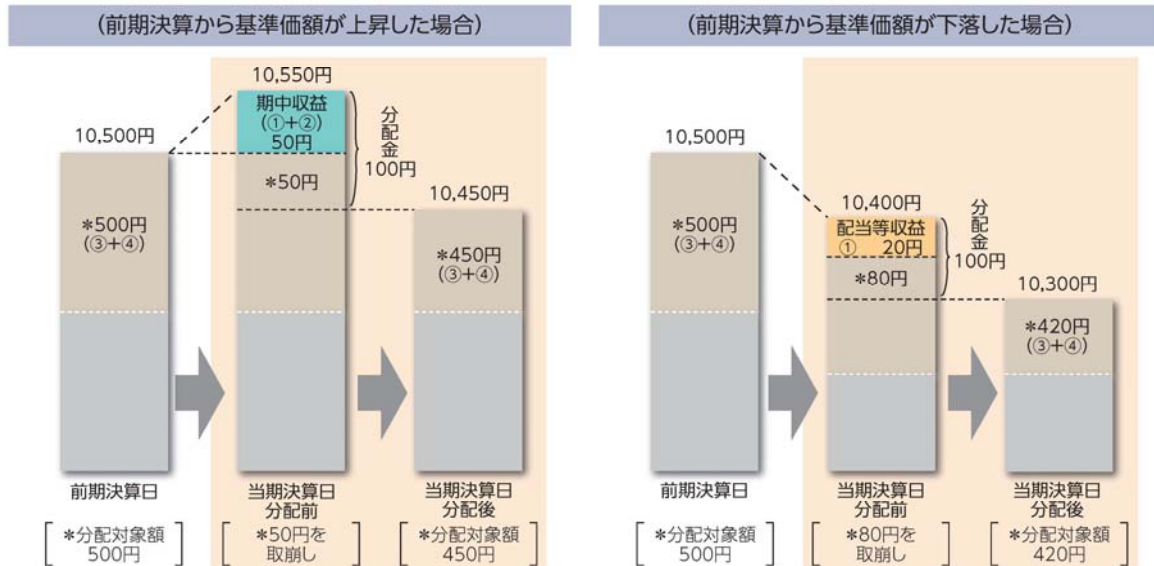 (前期決算から基準価額が上昇した場合)
10,550円
期中収益
(①+②)
50円
分配金
100円
10,500円
*50円
*500円
(③+④)
10,450円
*450円
(③+④)
前期決算日
当期決算日
分配前
当期決算日
分配後
*分配対象額
500円
*50円を
取崩し
*分配対象額
450円
(前期決算から基準価額が下落した場合)
10,500円
*500円
(③+④)
10,400円
配当等収益
① 20円
分配金
100円
*80円
10,300円
*420円
(③+④)
前期決算日
当期決算日
分配前
当期決算日
分配後
*分配対象額
500円
*80円を
取崩し
*分配対象額
420円